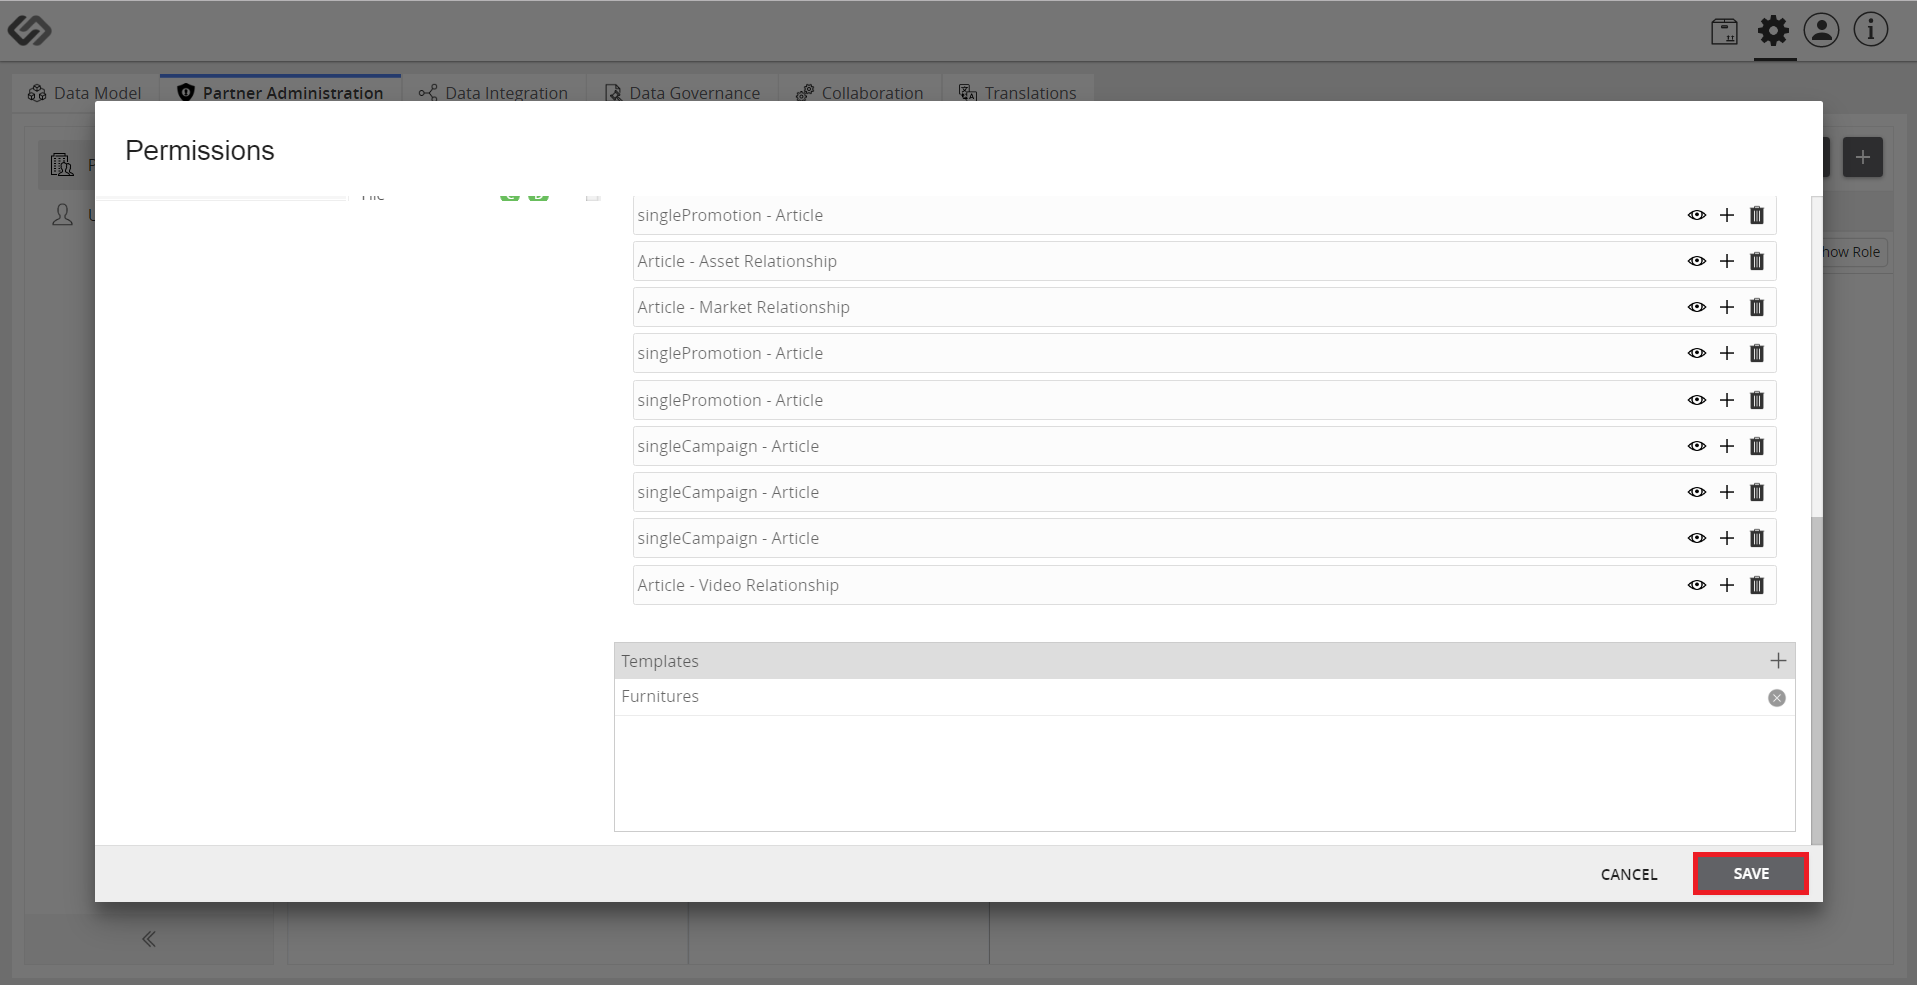 Data Model
Partner Administration
Data Integration
Data Governance
Collaboration
Translations
Permissions
singlePromotion - Article
Article - Asset Relationship
how Role
Article - Market Relationship
singlePromotion - Article
singlePromotion - Article
singleCampaign - Article
singleCampaign - Article
singleCampaign - Article
Article - Video Relationship
Templates
Furnitures
CANCEL
SAVE